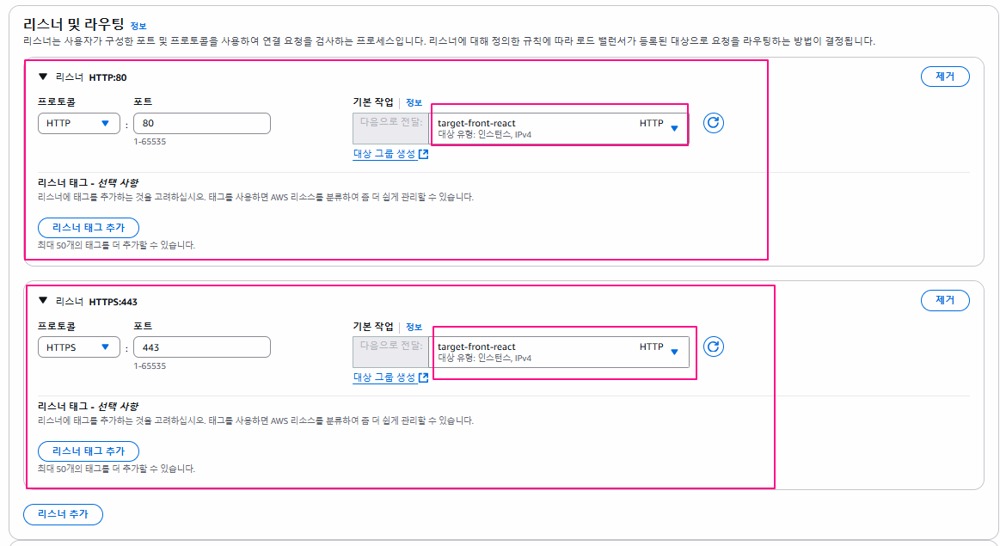 리스너 및 라우팅 정보
리스너는 사용자가 구성한 포트 및 프로토콜을 사용하여 연결 요청을 검사하는 프로세스입니다. 리스너에 대해 정의한 규칙에 따라 로드 밸런서가 등록된 대상으로 요청을 라우팅하는 방법이 결정됩니다.
▼ 리스너 HTTP:80 제거
프로토콜 포트 기본 작업 | 정보
HTTP : 80 다음으로 전달: target-front-react HTTP
대상 유형: 인스턴스, IPv4
1-65535
대상 그룹 생성
리스너 태그 - 선택 사항
리스너에 태그를 추가하는 것을 고려하십시오. 태그를 사용하면 AWS 리소스를 분류하여 좀 더 쉽게 관리할 수 있습니다.
리스너 태그 추가
최대 50개의 태그를 더 추가할 수 있습니다.
▼ 리스너 HTTPS:443 제거
프로토콜 포트 기본 작업 | 정보
HTTPS : 443 다음으로 전달: target-front-react HTTP
대상 유형: 인스턴스, IPv4
1-65535
대상 그룹 생성
리스너 태그 - 선택 사항
리스너에 태그를 추가하는 것을 고려하십시오. 태그를 사용하면 AWS 리소스를 분류하여 좀 더 쉽게 관리할 수 있습니다.
리스너 태그 추가
최대 50개의 태그를 더 추가할 수 있습니다.
리스너 추가